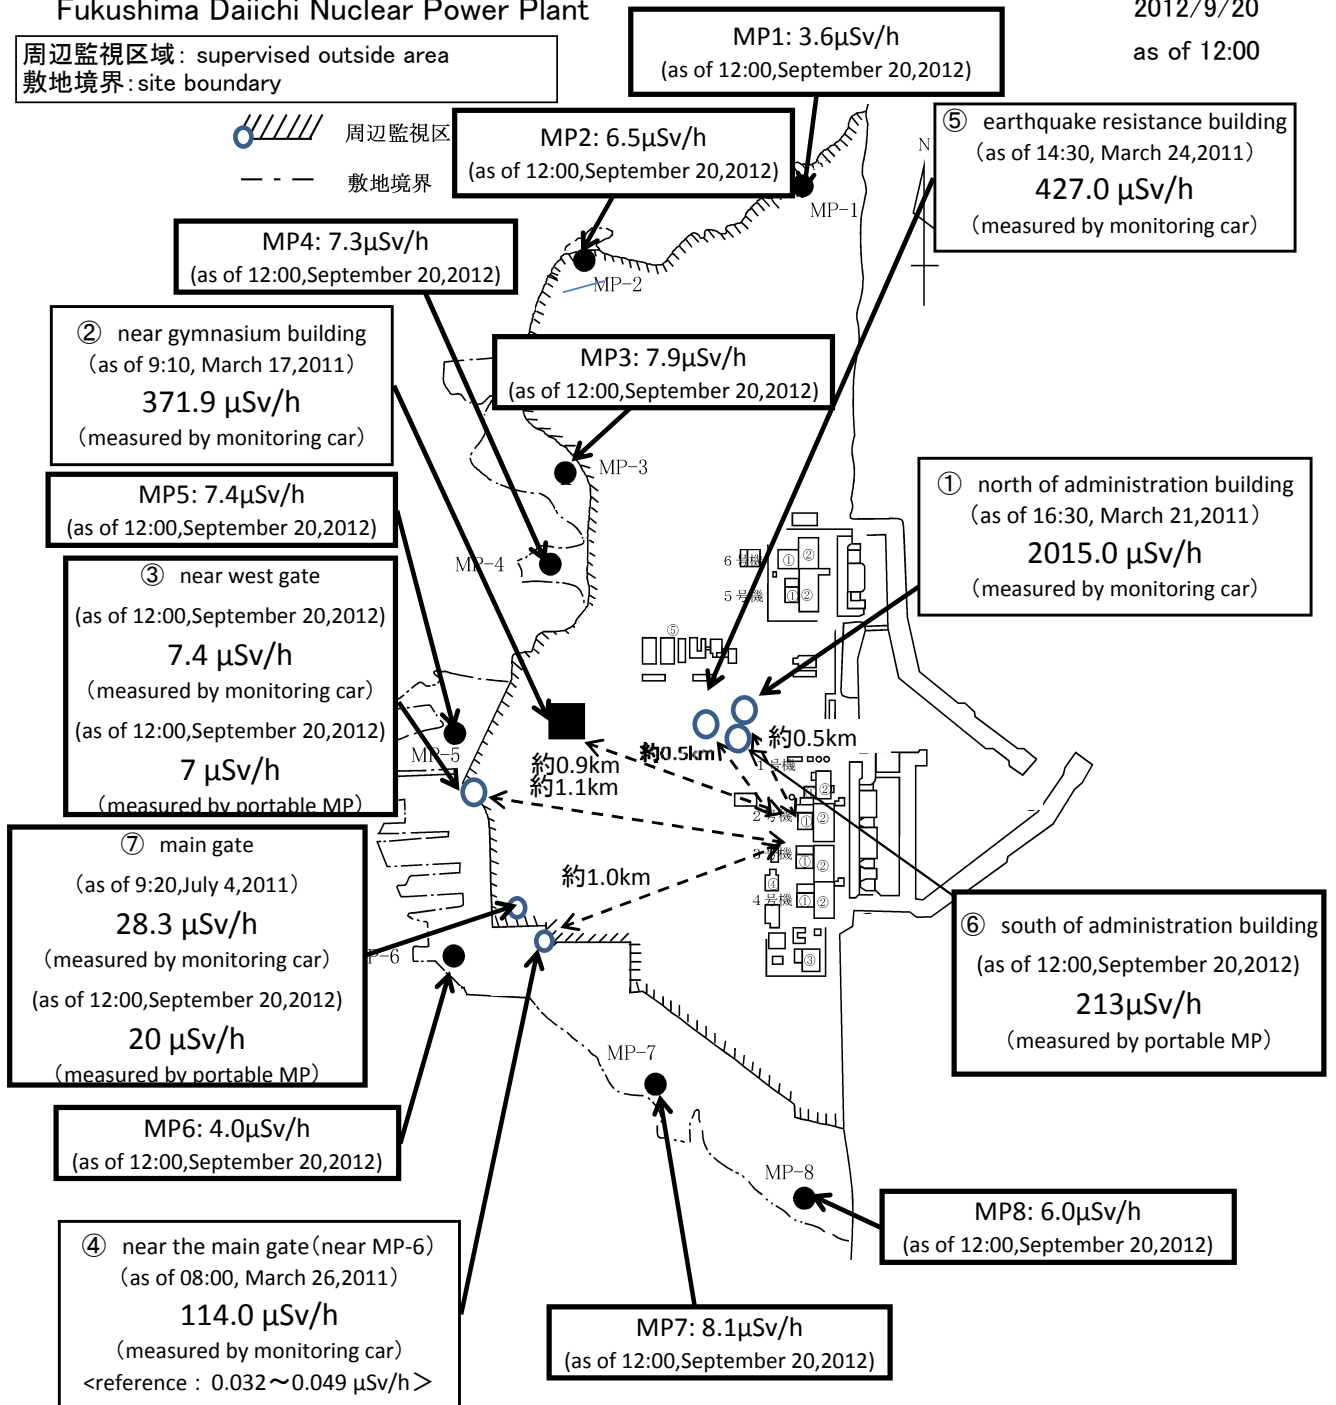 Fukushima Daiichi Nuclear Power Plant
2012/9/20
as of 12:00
周辺監視区域: supervised outside area
敷地境界:site boundary
周辺監視区
敷地境界
MP1: 3.6μSv/h
(as of 12:00,September 20,2012)
MP2: 6.5μSv/h
(as of 12:00,September 20,2012)
⑤ earthquake resistance building
(as of 14:30, March 24,2011)
427.0 μSv/h
(measured by monitoring car)
N
MP-1
MP4: 7.3μSv/h
(as of 12:00,September 20,2012)
MP-2
② near gymnasium building
(as of 9:10, March 17,2011)
371.9 μSv/h
(measured by monitoring car)
MP3: 7.9μSv/h
(as of 12:00,September 20,2012)
MP-3
MP5: 7.4μSv/h
(as of 12:00,September 20,2012)
① north of administration building
(as of 16:30, March 21,2011)
2015.0 μSv/h
(measured by monitoring car)
MP-4
6号機
① ②
5号機
① ②
③ near west gate
(as of 12:00,September 20,2012)
7.4 μSv/h
(measured by monitoring car)
(as of 12:00,September 20,2012)
7 μSv/h
(measured by portable MP)
⑤
MP-5
約0.9km
約1.1km
約0.5km
約0.5km
1号機
②
2号機
① ②
3号機
① ②
④
4号機
① ②
③
約1.0km
⑦ main gate
(as of 9:20,July 4,2011)
28.3 μSv/h
(measured by monitoring car)
(as of 12:00,September 20,2012)
20 μSv/h
(measured by portable MP)
P-6
⑥ south of administration building
(as of 12:00,September 20,2012)
213μSv/h
(measured by portable MP)
MP-7
MP6: 4.0μSv/h
(as of 12:00,September 20,2012)
MP-8
MP8: 6.0μSv/h
(as of 12:00,September 20,2012)
④ near the main gate(near MP-6)
(as of 08:00, March 26,2011)
114.0 μSv/h
(measured by monitoring car)
<reference : 0.032～0.049 μSv/h>
MP7: 8.1μSv/h
(as of 12:00,September 20,2012)